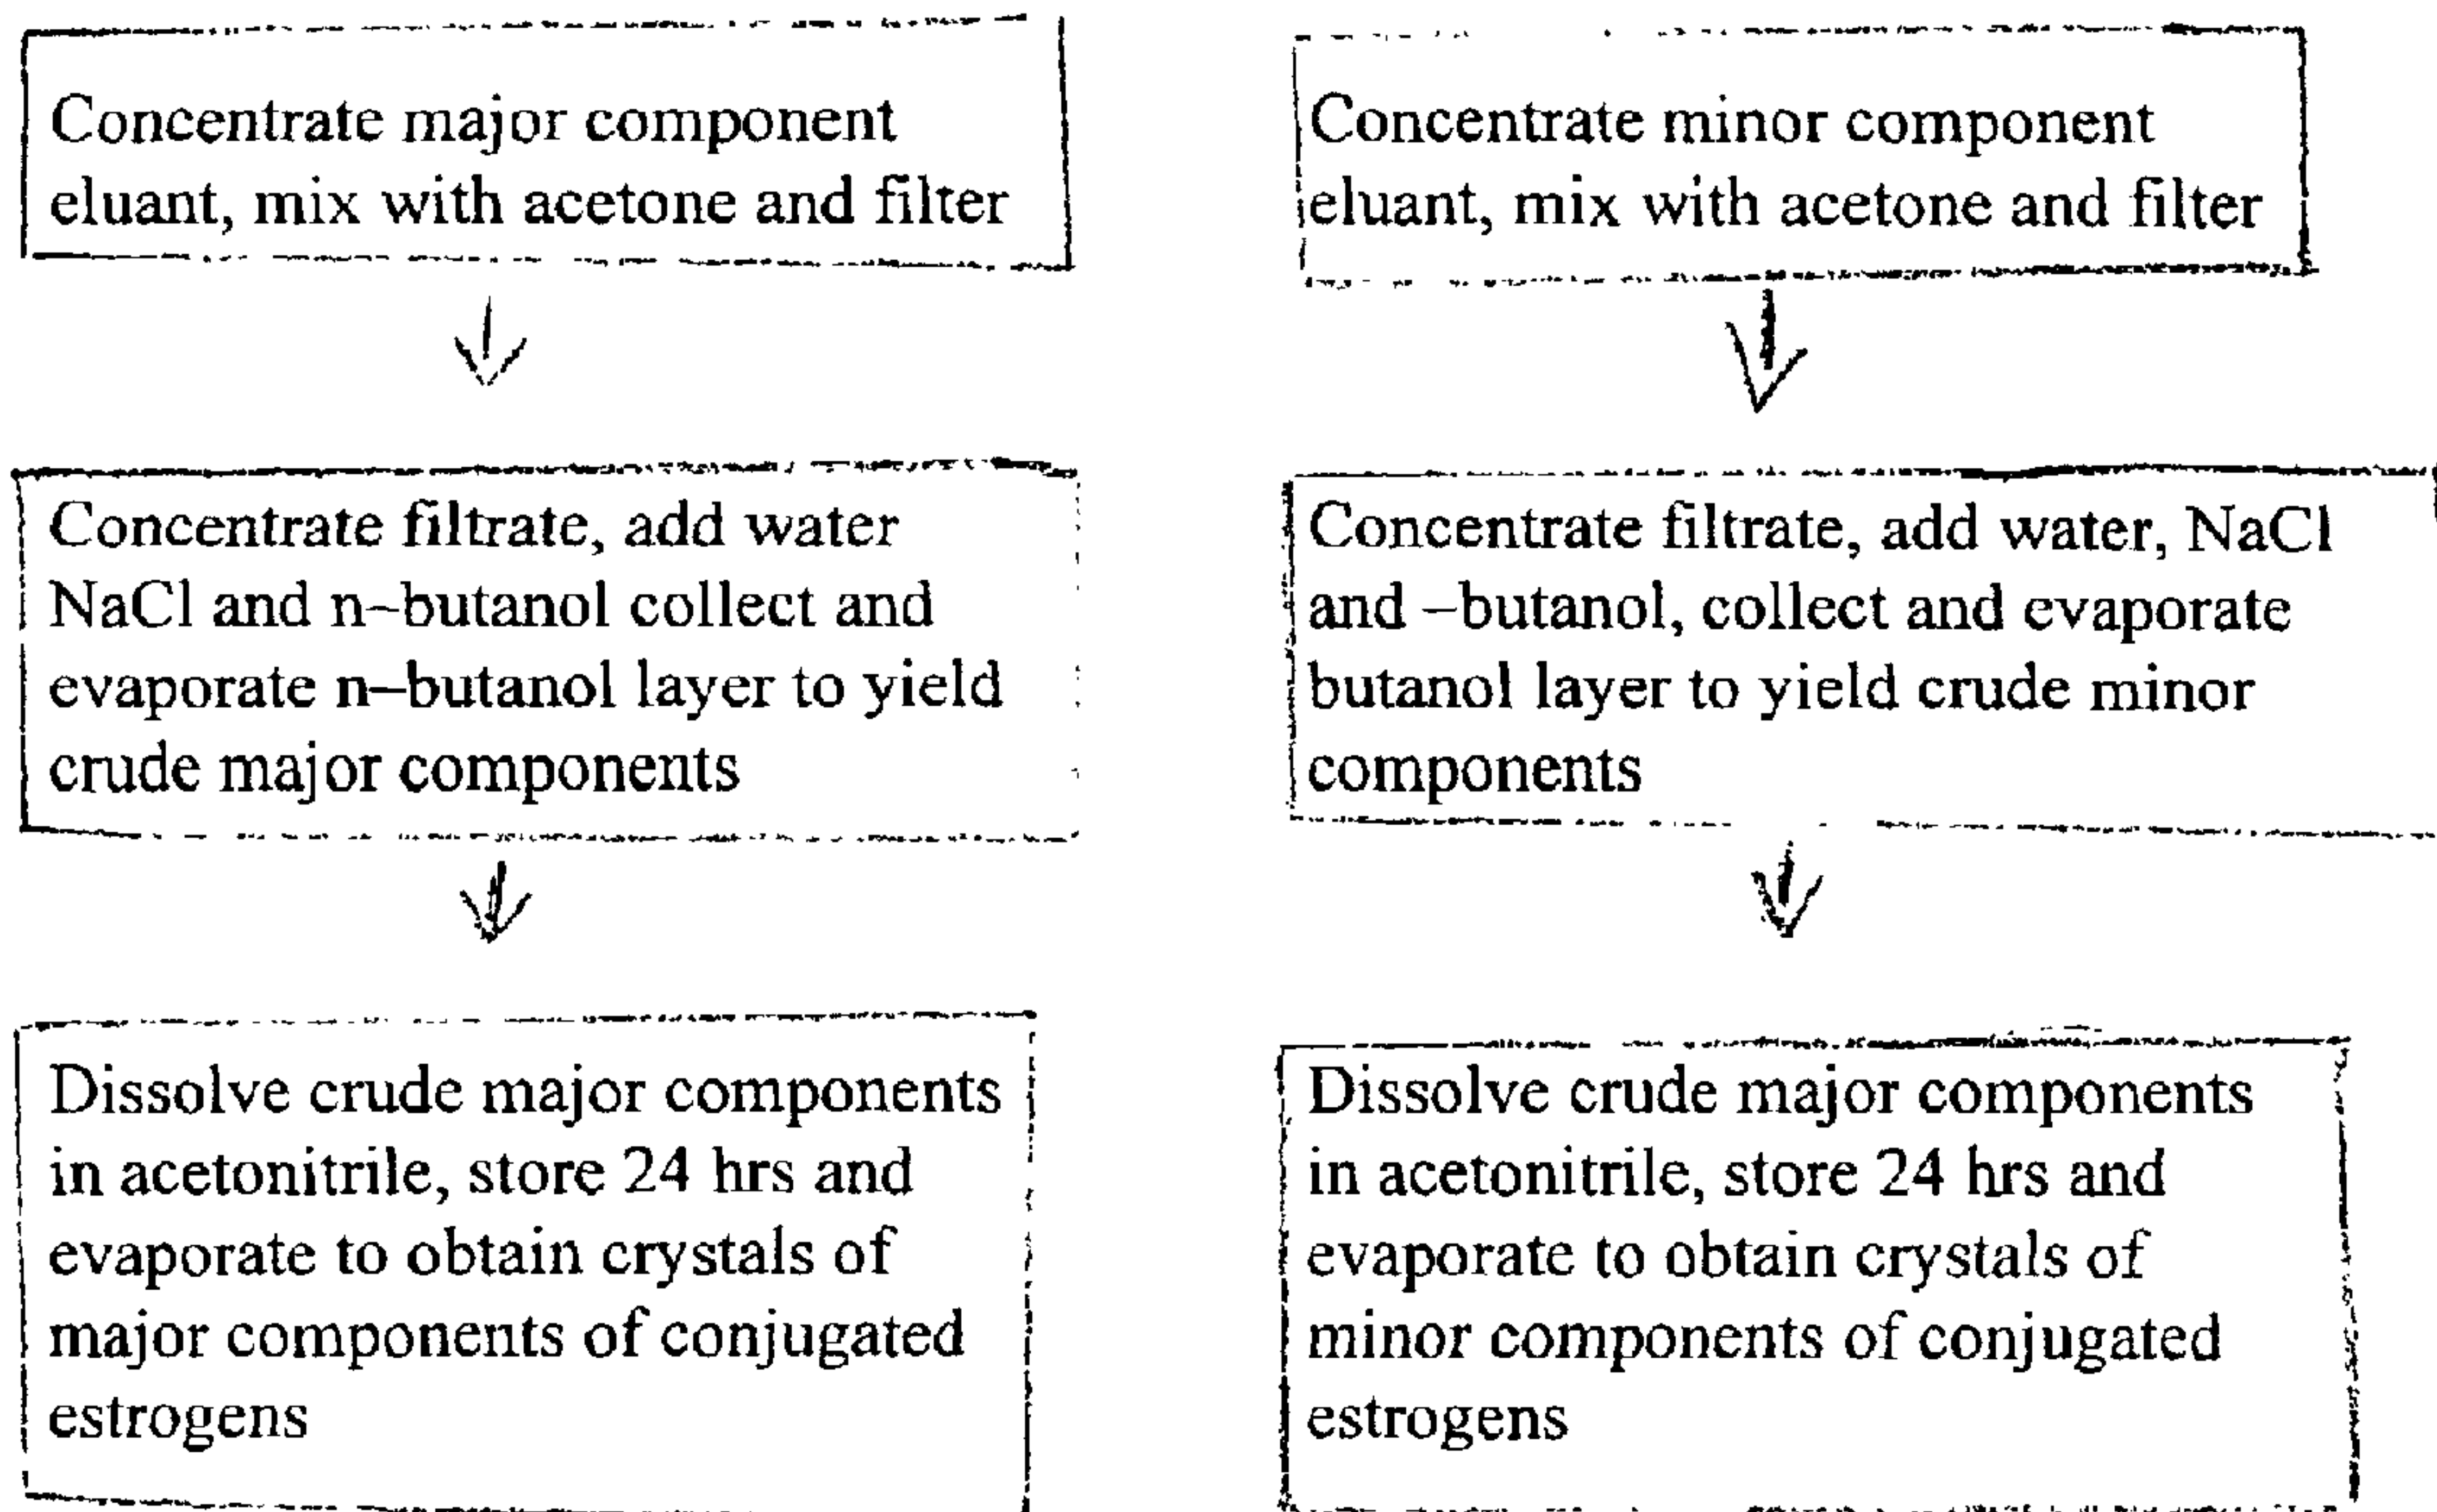 Concentrate major component
eluant, mix with acetone and filter
Concentrate filtrate, add water
NaCl and n–butanol collect and
evaporate n–butanol layer to yield
crude major components
Dissolve crude major components
in acetonitrile, store 24 hrs and
evaporate to obtain crystals of
major components of conjugated
estrogens
Concentrate minor component
eluant, mix with acetone and filter
Concentrate filtrate, add water, NaCl
and –butanol, collect and evaporate
butanol layer to yield crude minor
components
Dissolve crude major components
in acetonitrile, store 24 hrs and
evaporate to obtain crystals of
minor components of conjugated
estrogens